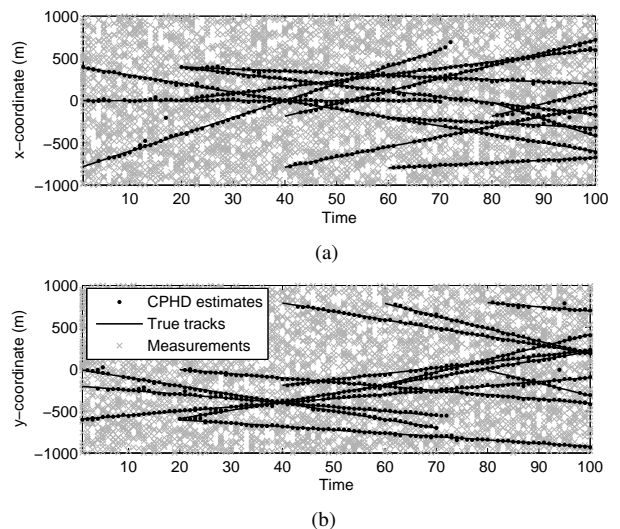 1000
500
0
−500
−1000
x−coordinate (m)
10 20 30 40 50 60 70 80 90 100
Time
(a)
1000
500
0
−500
−1000
y−coordinate (m)
CPHD estimates
True tracks
Measurements
10 20 30 40 50 60 70 80 90 100
Time
(b)